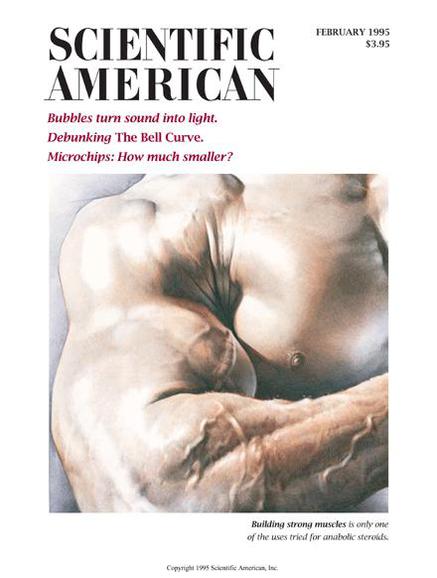 SCIENTIFIC
AMERICAN
FEBRUARY 1995
$3.95
Bubbles turn sound into light.
Debunking The Bell Curve.
Microchips: How much smaller?
Building strong muscles is only one
of the uses tried for anabolic steroids.
Copyright 1995 Scientific American, Inc.